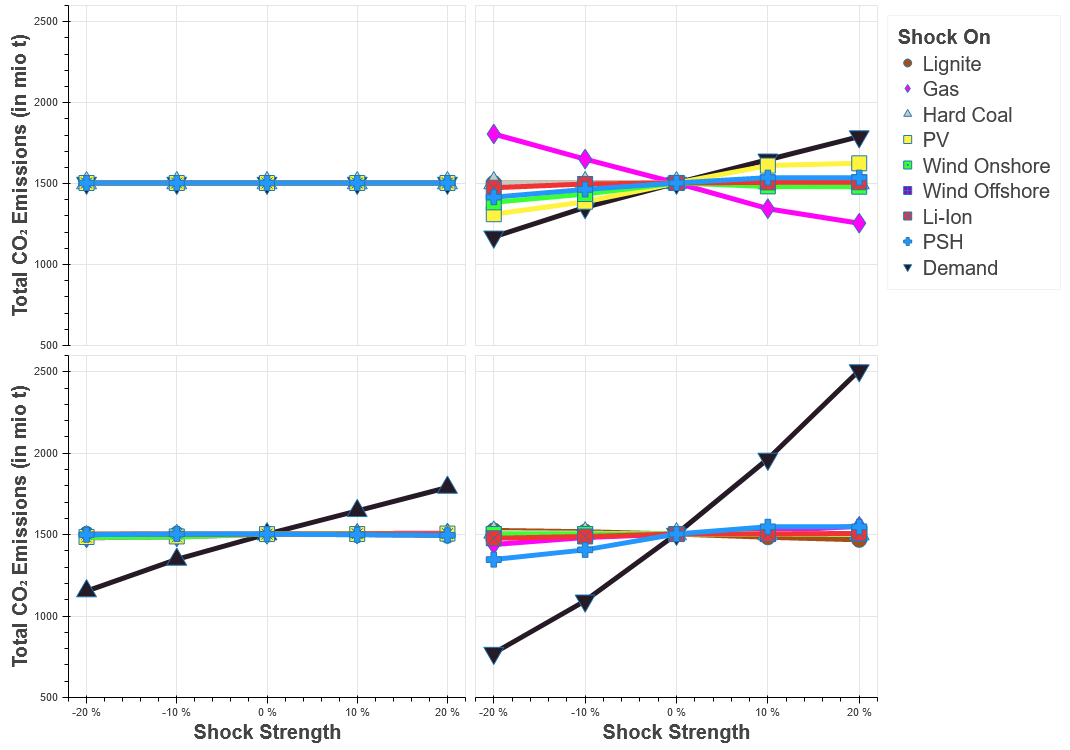 Total CO₂ Emissions (in mio t)
2500
2000
1500
1000
500
Shock On
Lignite
Gas
Hard Coal
PV
Wind Onshore
Wind Offshore
Li-Ion
PSH
Demand
Total CO₂ Emissions (in mio t)
2500
2000
1500
1000
500
-20 % -10 % 0 % 10 % 20 %
-20 % -10 % 0 % 10 % 20 %
Shock Strength
Shock Strength